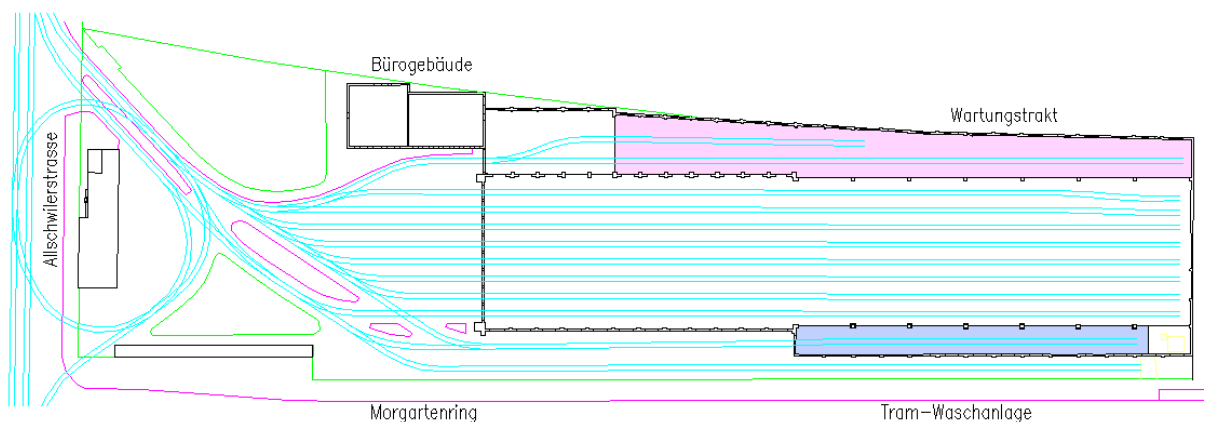 Bürogebäude
Wartungstrakt
Allschwilerstrasse
Morgartenring
Tram-Waschanlage